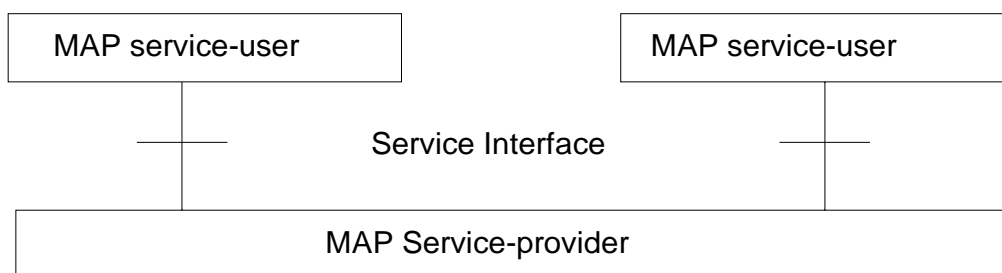 MAP service-user
MAP service-user
Service Interface
MAP Service-provider